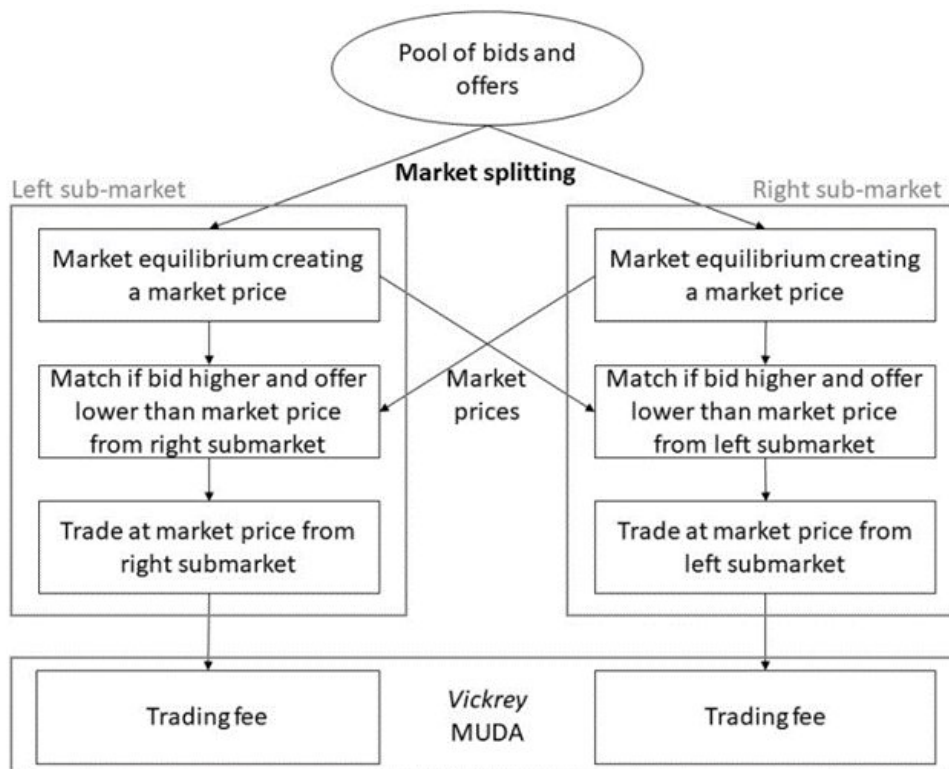 Pool of bids and
offers
Market splitting
Left sub-market
Right sub-market
Market equilibrium creating
a market price
Market equilibrium creating
a market price
Match if bid higher and offer
lower than market price
from right submarket
Market
prices
Match if bid higher and offer
lower than market price
from left submarket
Trade at market price from
right submarket
Trade at market price from
left submarket
Trading fee
Vickrey
MUDA
Trading fee